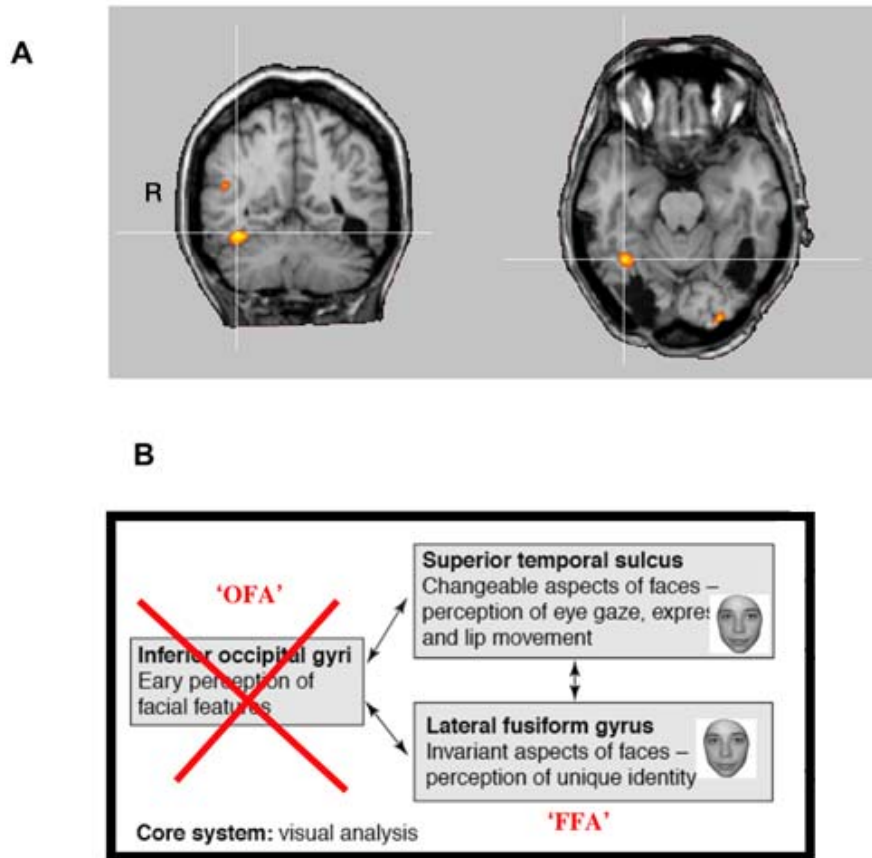 A
R
B
'OFA'
Inferior occipital gyri
Eary perception of
facial features
Superior temporal sulcus
Changeable aspects of faces –
perception of eye gaze, expres
and lip movement
Lateral fusiform gyrus
Invariant aspects of faces –
perception of unique identity
'FFA'
Core system: visual analysis